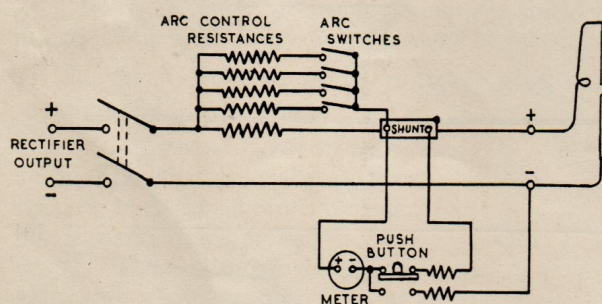 ARC CONTROL
RESISTANCES
ARC
SWITCHES
+
RECTIFIER
OUTPUT
-
SHUNT
+
-
PUSH
BUTTON
+ -
METER